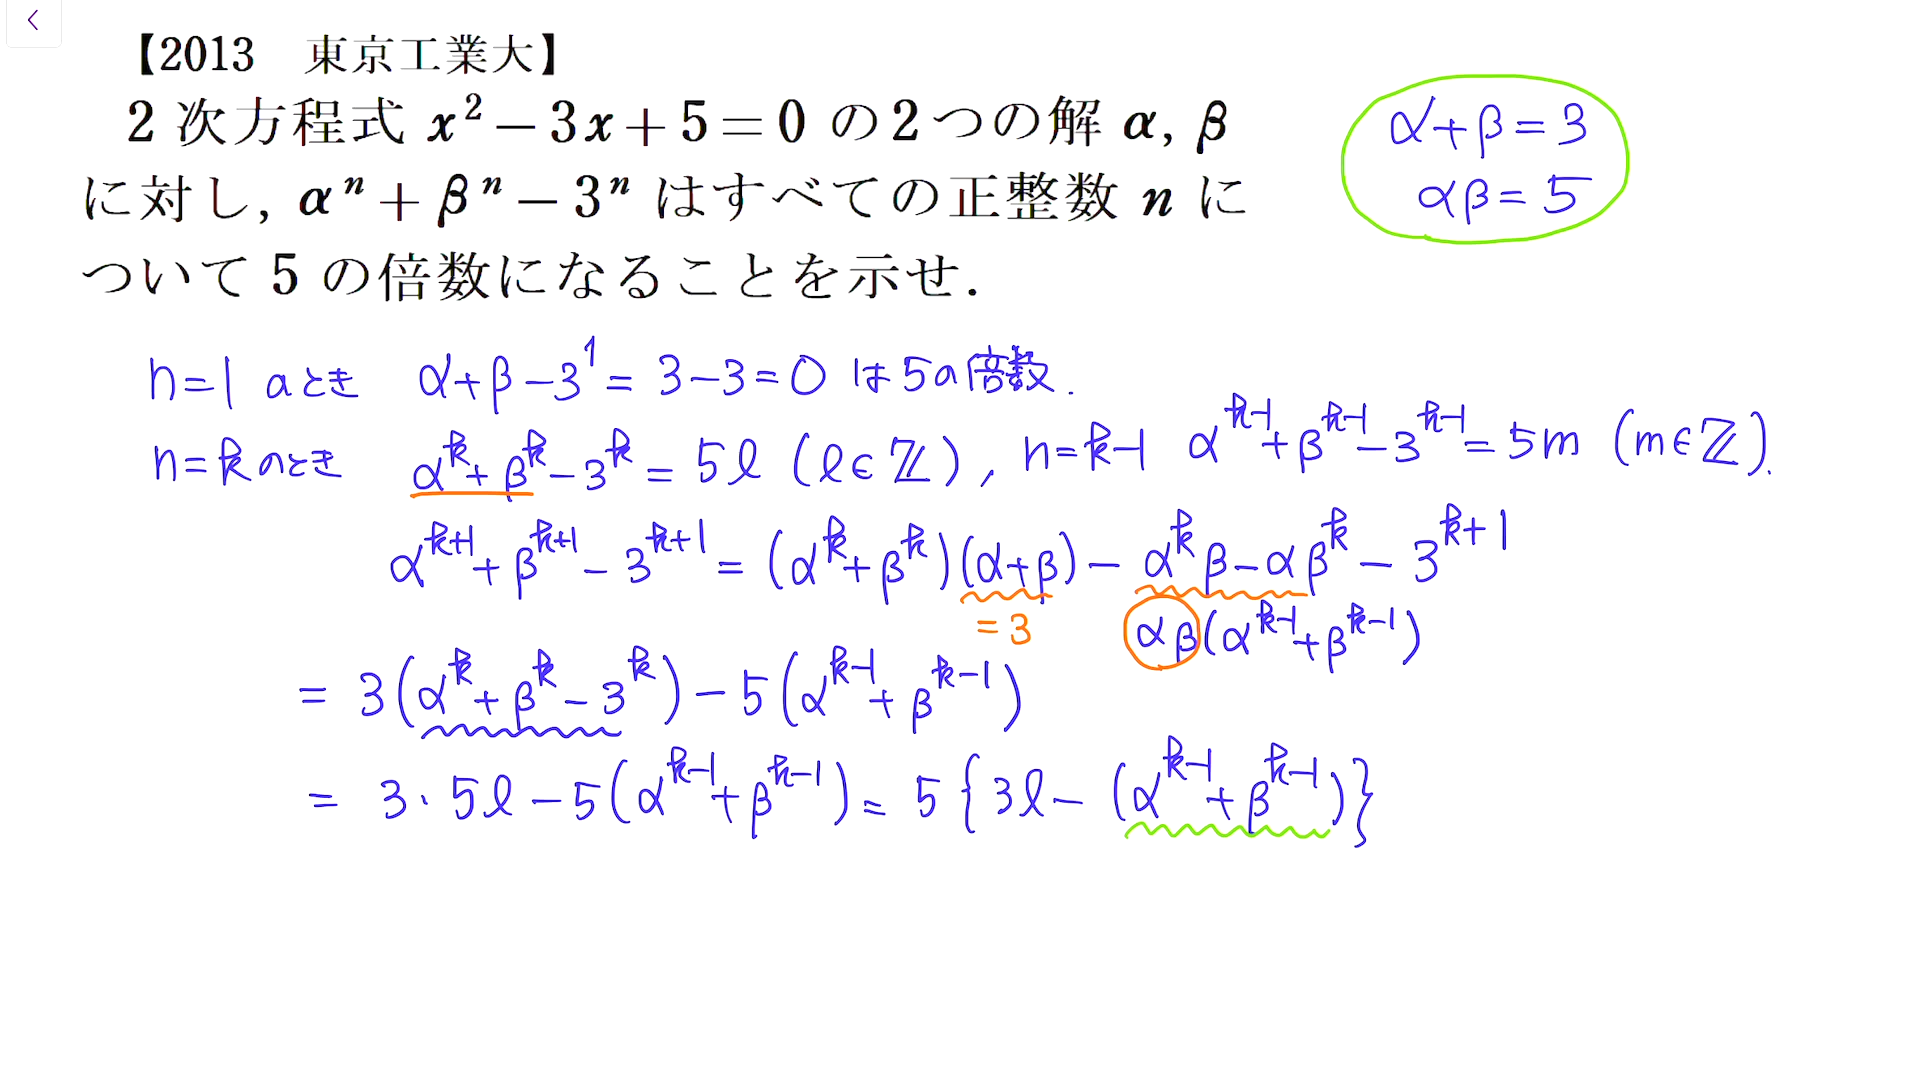 【2013 東京工業大】
2次方程式 x² − 3x + 5 = 0 の2つの解 α, β
に対し, αⁿ + βⁿ − 3ⁿ はすべての正整数 n に
ついて 5 の倍数になることを示せ.
α+β=3
αβ=5
n=1 のとき α+β−3¹ = 3−3=0 は5の倍数.
n=k のとき α^k+β^k−3^k = 5l (l∈ℤ), n=k−1 α^{k−1}+β^{k−1}−3^{k−1}=5m (m∈ℤ).
α^{k+1}+β^{k+1}−3^{k+1} = (α^k+β^k)(α+β)−α^kβ−αβ^k−3^{k+1}
=3
αβ(α^{k−1}+β^{k−1})
= 3(α^k+β^k−3^k)−5(α^{k−1}+β^{k−1})
= 3·5l−5(α^{k−1}+β^{k−1})=5{3l−(α^{k−1}+β^{k−1})}